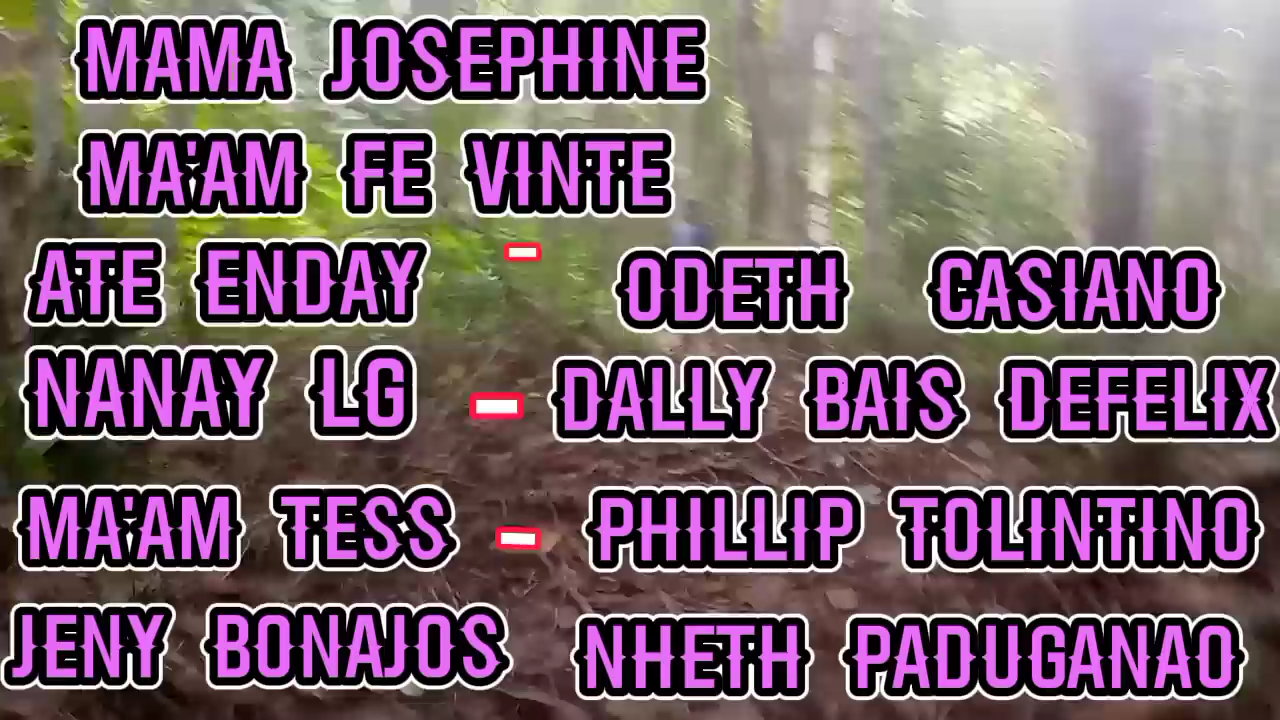 MAMA JOSEPHINE
MA'AM FE VINTE
ATE ENDAY - ODETH CASIANO
NANAY LG - DALLY BAIS DEFELIX
MA'AM TESS - PHILLIP TOLINTINO
JENY BONAJOS NHETH PADUGANAO